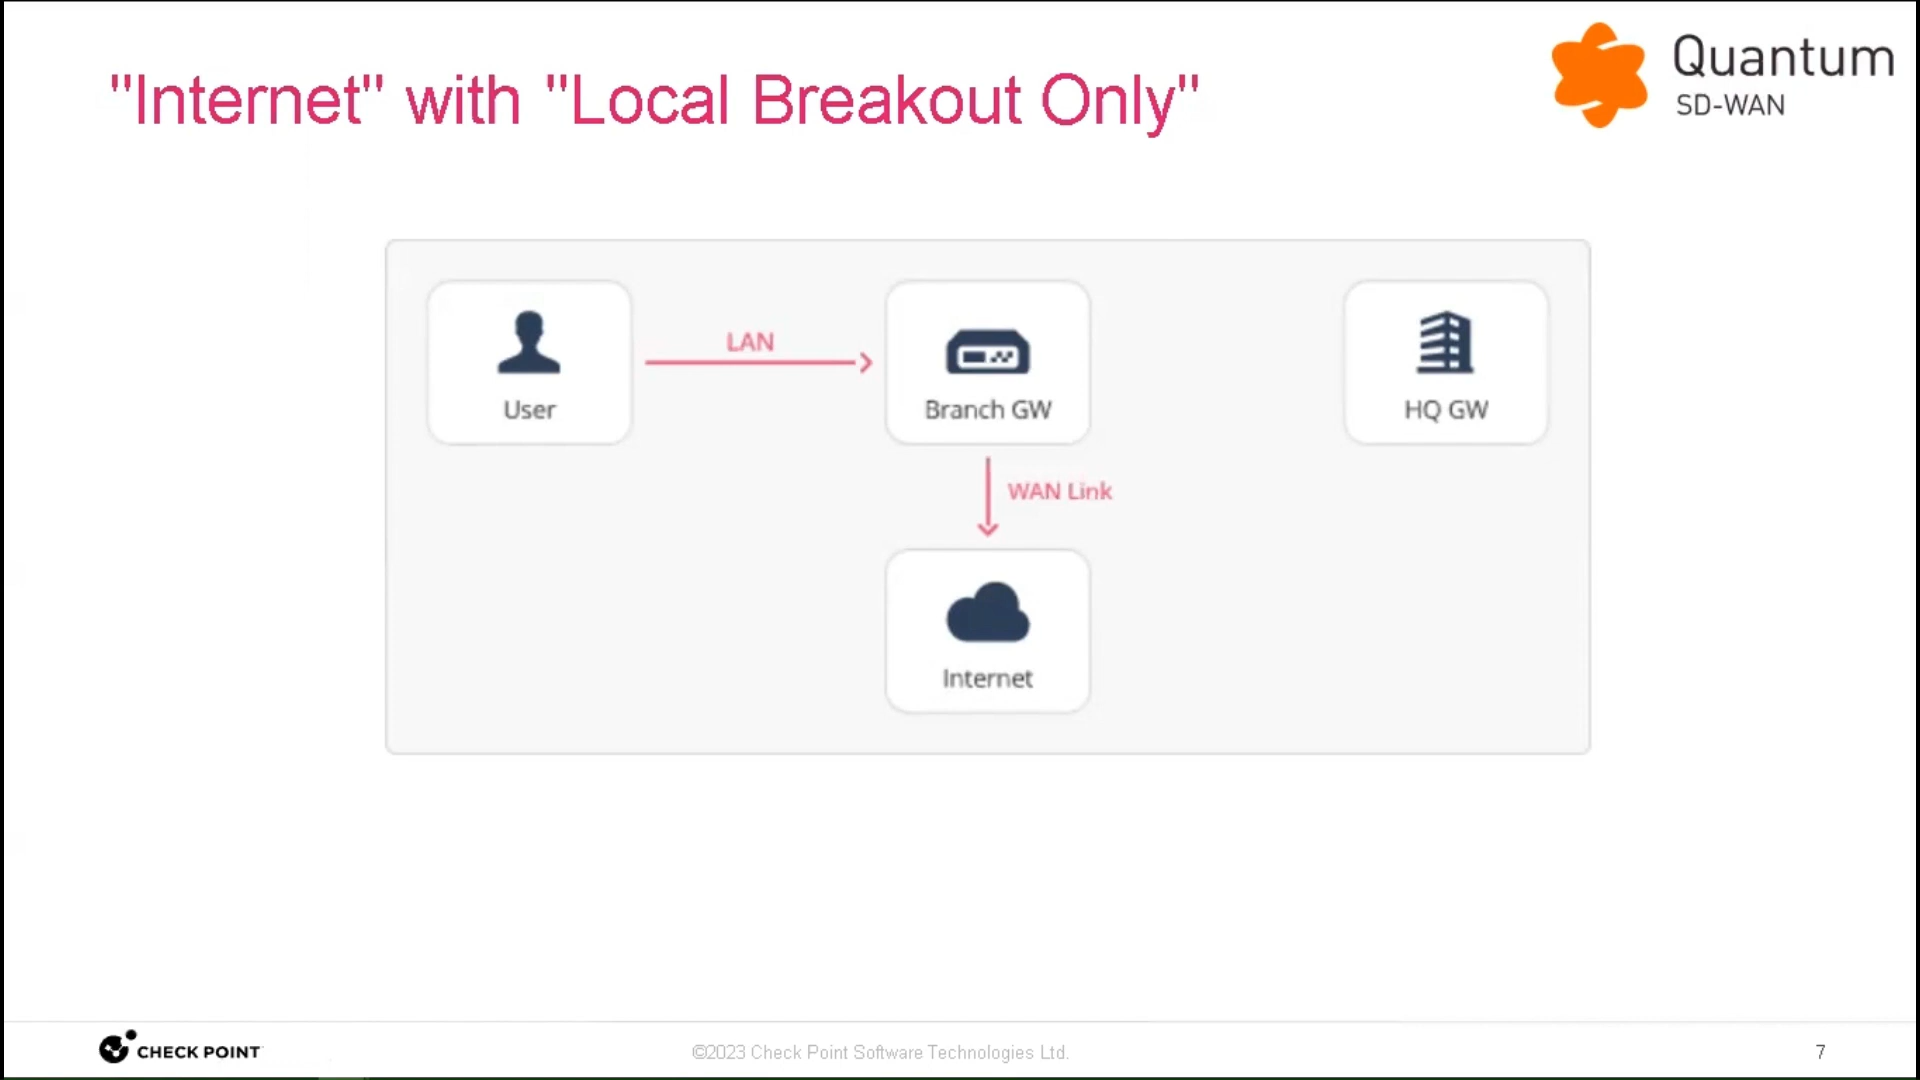 "Internet" with "Local Breakout Only"
Quantum
SD-WAN
LAN
User
Branch GW
HQ GW
WAN Link
Internet
CHECK POINT
©2023 Check Point Software Technologies Ltd.
7